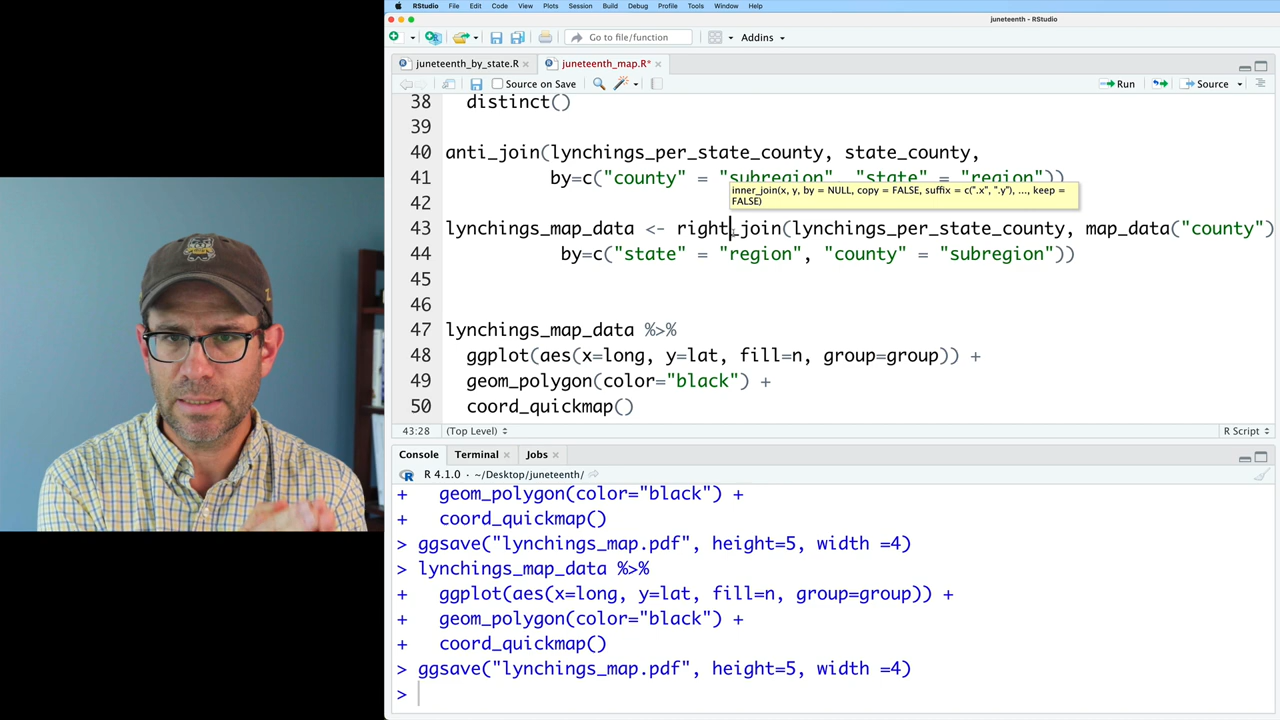 RStudio File Edit Code View Plots Session Build Debug Profile Tools Window Help
juneteenth - RStudio
Go to file/function Addins
juneteenth_by_state.R juneteenth_map.R*
Source on Save Run Source
38 distinct()
39
40 anti_join(lynchings_per_state_county, state_county,
41 by=c("county" = "subregion", "state" = "region"))
inner_join(x, y, by = NULL, copy = FALSE, suffix = c(".x", ".y"), ..., keep =
FALSE)
42
43 lynchings_map_data <- right_join(lynchings_per_state_county, map_data("county")
44 by=c("state" = "region", "county" = "subregion"))
45
46
47 lynchings_map_data %>%
48 ggplot(aes(x=long, y=lat, fill=n, group=group)) +
49 geom_polygon(color="black") +
50 coord_quickmap()
43:28 (Top Level) R Script
Console Terminal Jobs
R 4.1.0 · ~/Desktop/juneteenth/
+ geom_polygon(color="black") +
+ coord_quickmap()
> ggsave("lynchings_map.pdf", height=5, width =4)
> lynchings_map_data %>%
+ ggplot(aes(x=long, y=lat, fill=n, group=group)) +
+ geom_polygon(color="black") +
+ coord_quickmap()
> ggsave("lynchings_map.pdf", height=5, width =4)
>